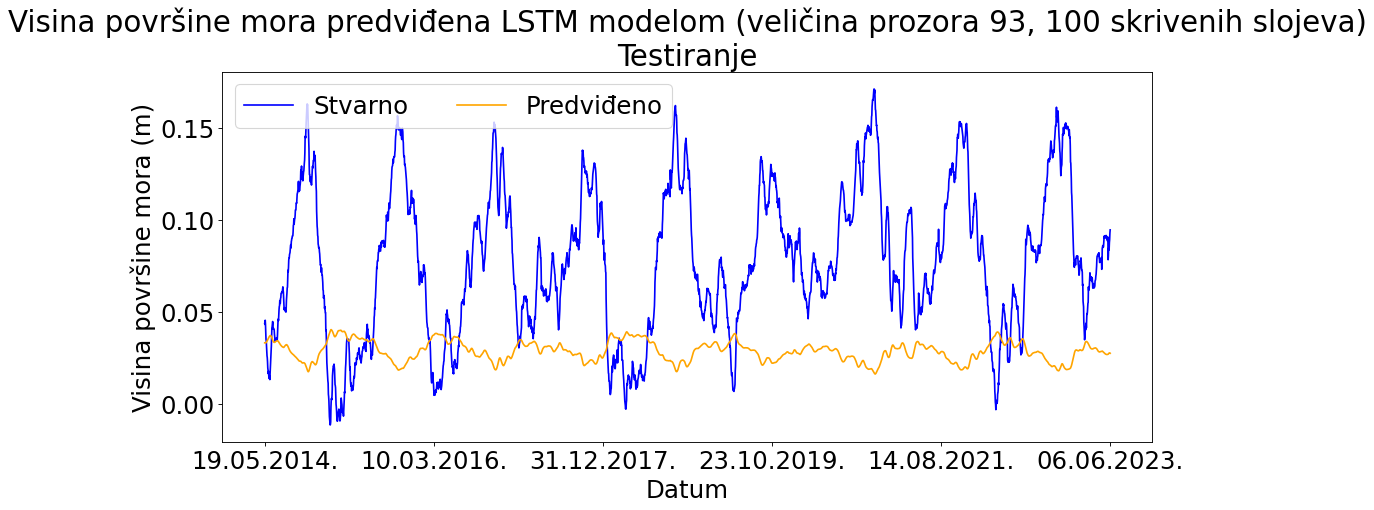 Visina površine mora predviđena LSTM modelom (veličina prozora 93, 100 skrivenih slojeva)
Testiranje
Stvarno Predviđeno
Visina površine mora (m)
0.15
0.10
0.05
0.00
19.05.2014. 10.03.2016. 31.12.2017. 23.10.2019. 14.08.2021. 06.06.2023.
Datum